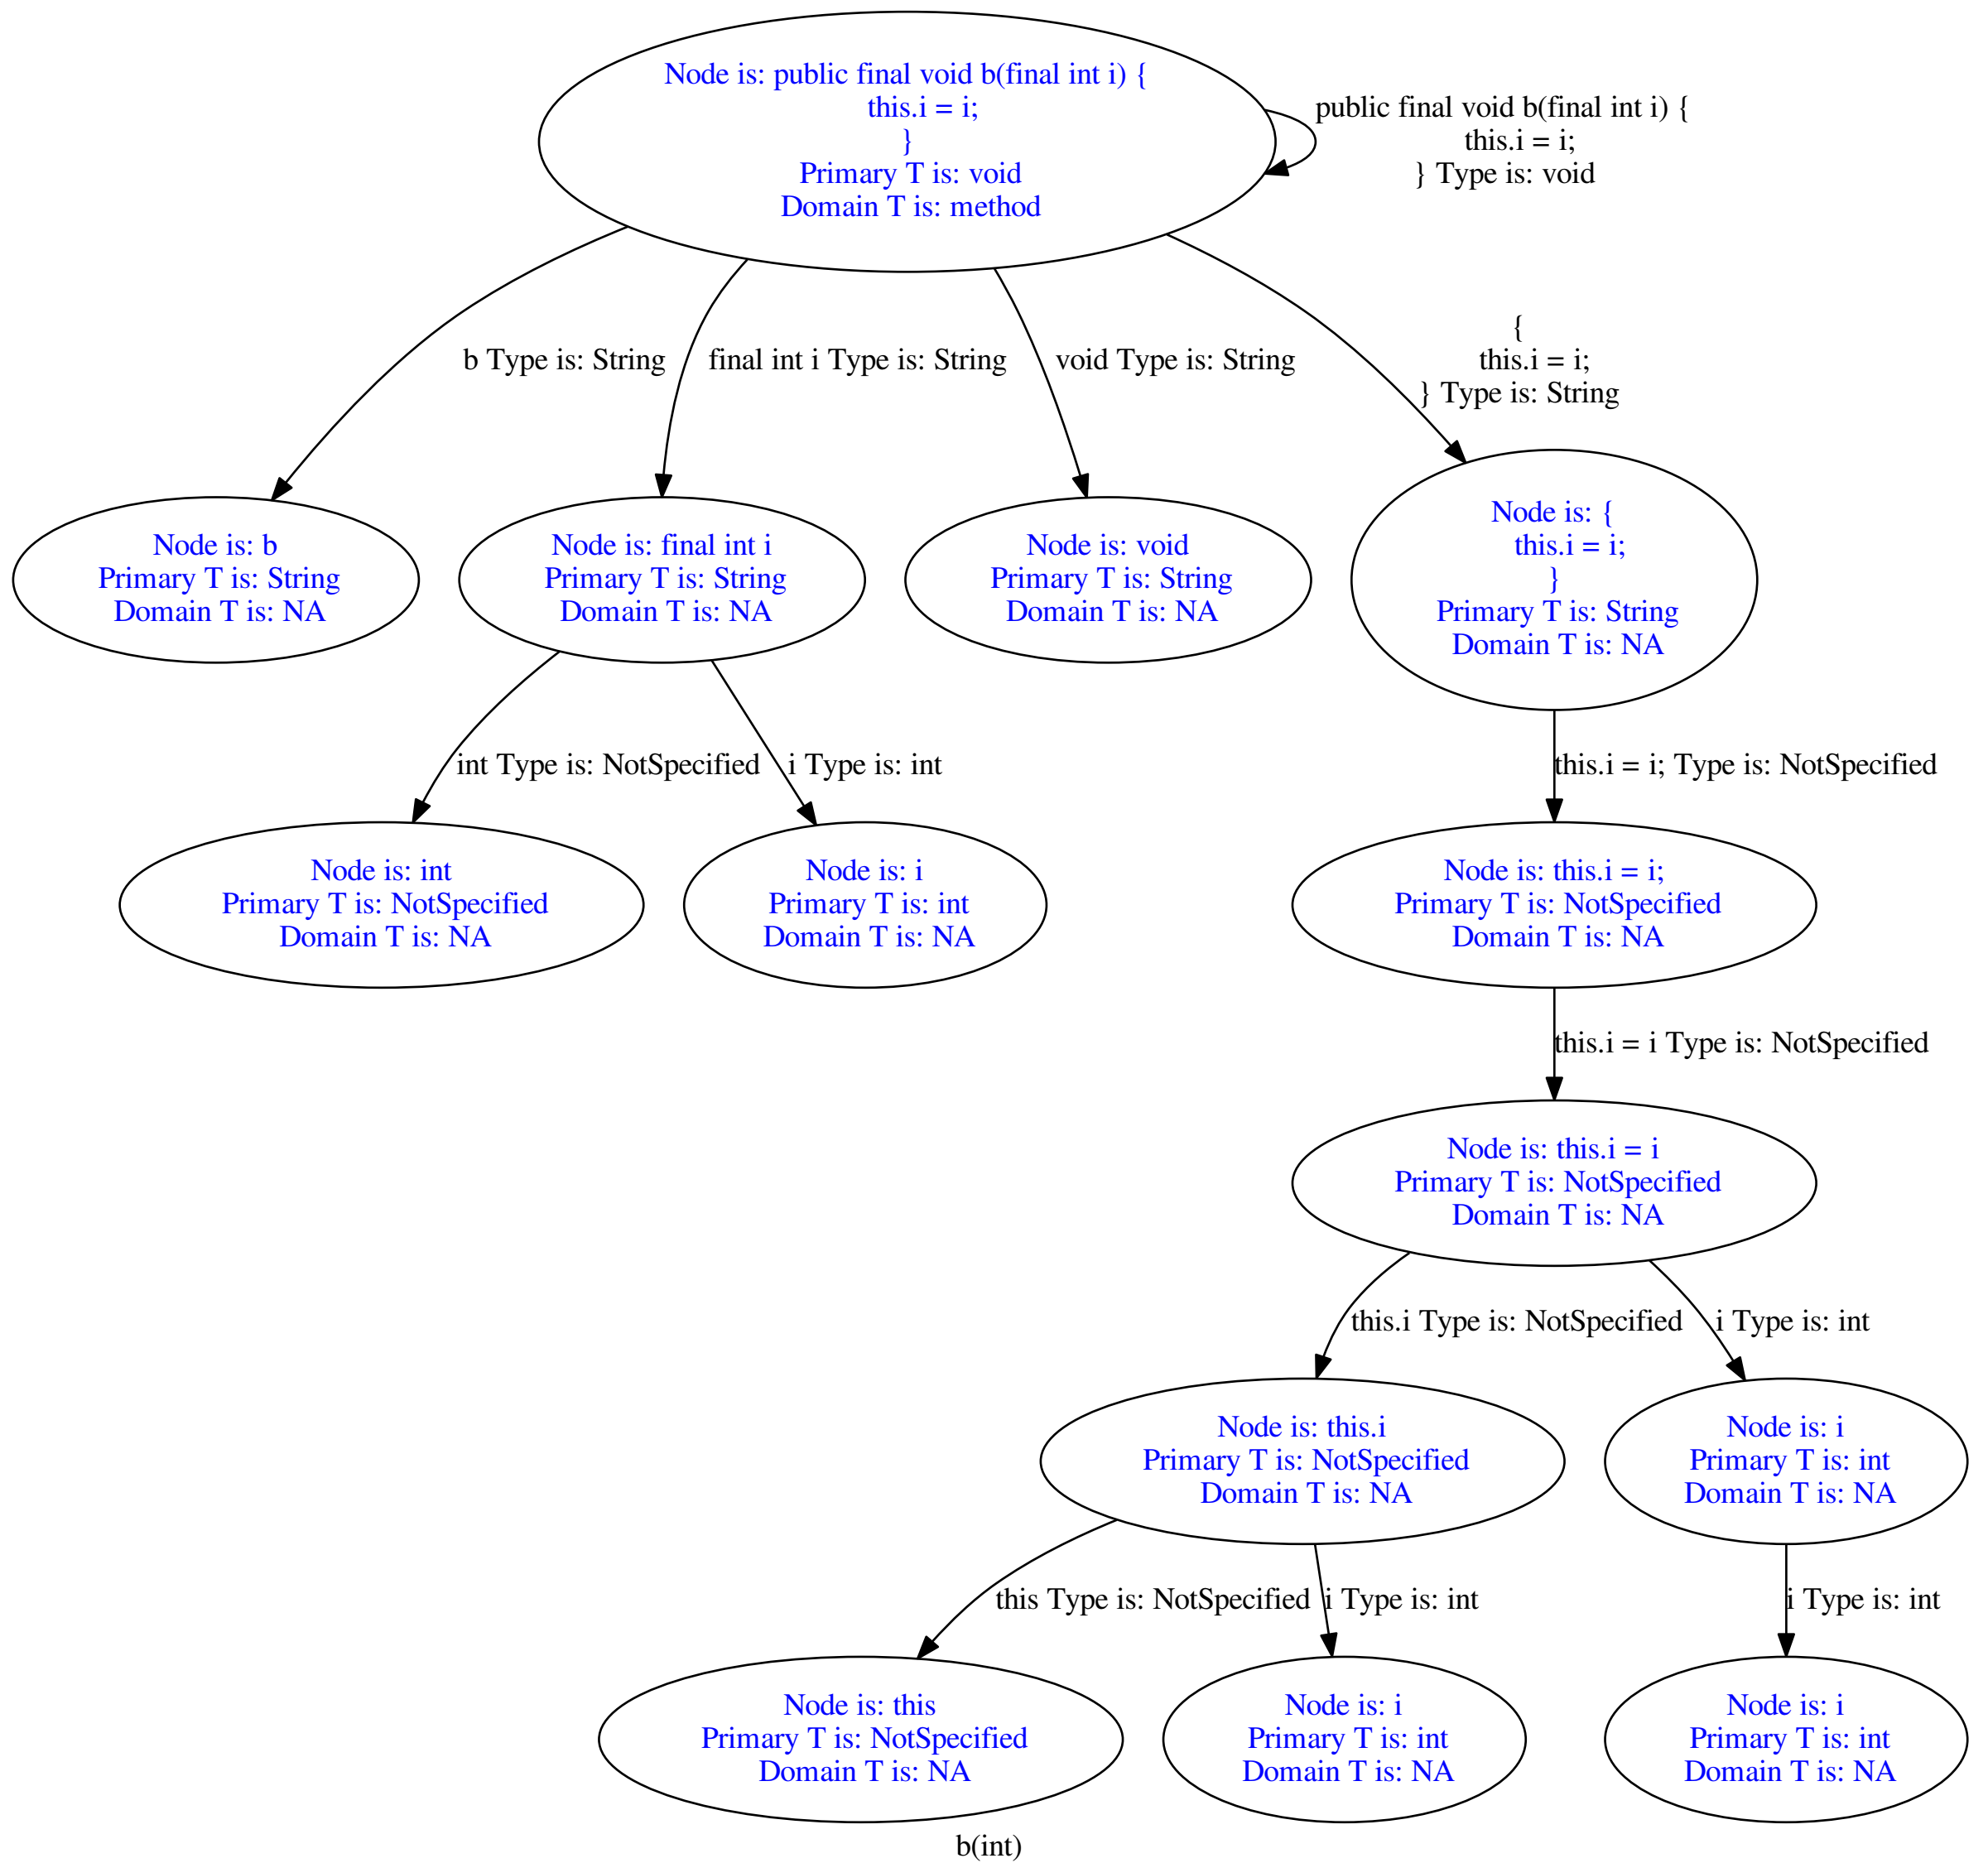 Node is: public final void b(final int i) {
this.i = i;
}
Primary T is: void
Domain T is: method
public final void b(final int i) {
this.i = i;
} Type is: void
b Type is: String
final int i Type is: String
void Type is: String
{
this.i = i;
} Type is: String
Node is: b
Primary T is: String
Domain T is: NA
Node is: final int i
Primary T is: String
Domain T is: NA
Node is: void
Primary T is: String
Domain T is: NA
Node is: {
this.i = i;
}
Primary T is: String
Domain T is: NA
int Type is: NotSpecified
i Type is: int
this.i = i; Type is: NotSpecified
Node is: int
Primary T is: NotSpecified
Domain T is: NA
Node is: i
Primary T is: int
Domain T is: NA
Node is: this.i = i;
Primary T is: NotSpecified
Domain T is: NA
this.i = i Type is: NotSpecified
Node is: this.i = i
Primary T is: NotSpecified
Domain T is: NA
this.i Type is: NotSpecified
i Type is: int
Node is: this.i
Primary T is: NotSpecified
Domain T is: NA
Node is: i
Primary T is: int
Domain T is: NA
this Type is: NotSpecified
i Type is: int
i Type is: int
Node is: this
Primary T is: NotSpecified
Domain T is: NA
Node is: i
Primary T is: int
Domain T is: NA
Node is: i
Primary T is: int
Domain T is: NA
b(int)